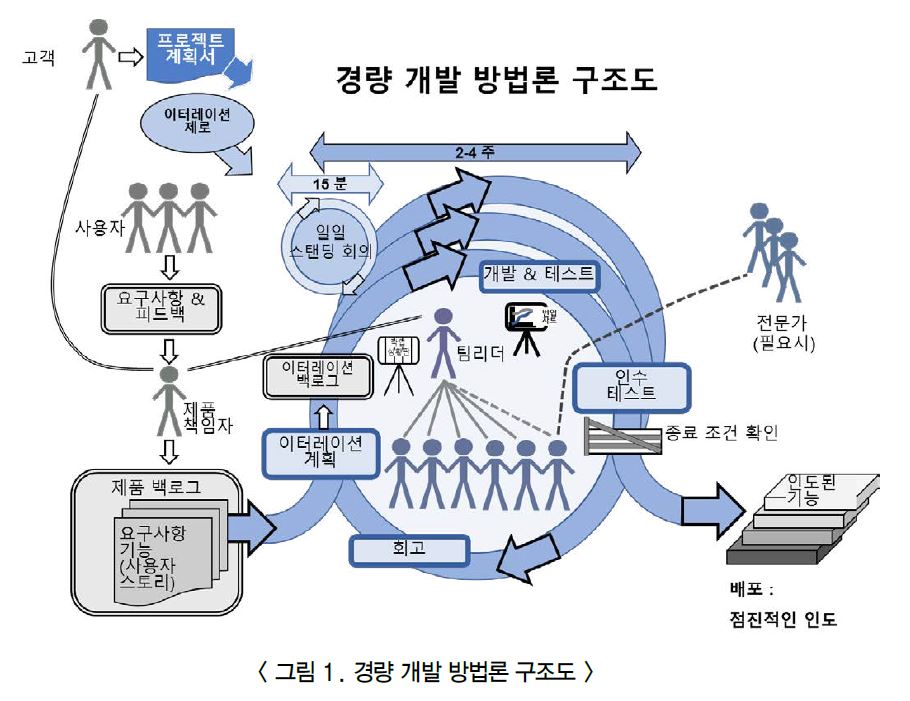 고객
프로젝트
계획서
경량 개발 방법론 구조도
이터레이션
제로
2-4 주
15 분
사용자
일일
스탠딩 회의
개발 & 테스트
요구사항 &
피드백
전문가
(필요시)
작업
상황판
팀리더
이터레이션
백로그
인수
테스트
제품
책임자
종료 조건 확인
이터레이션
계획
제품 백로그
인도된
기능
요구사항
기능
(사용자
스토리)
회고
배포 :
점진적인 인도
< 그림 1. 경량 개발 방법론 구조도 >